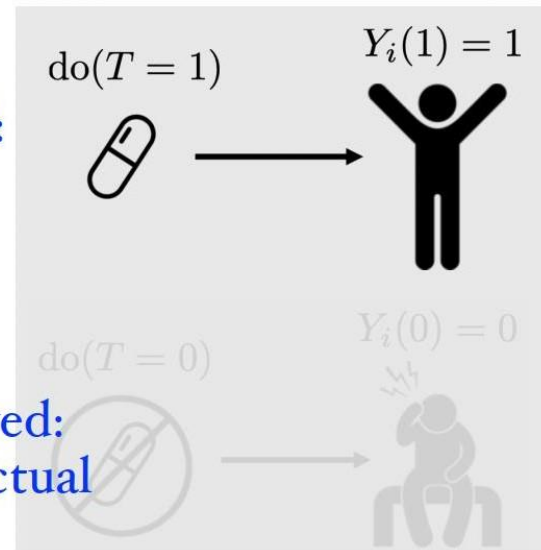 do(T = 1)
Y_i(1) = 1
:
do(T = 0)
Y_i(0) = 0
ed:
ctual